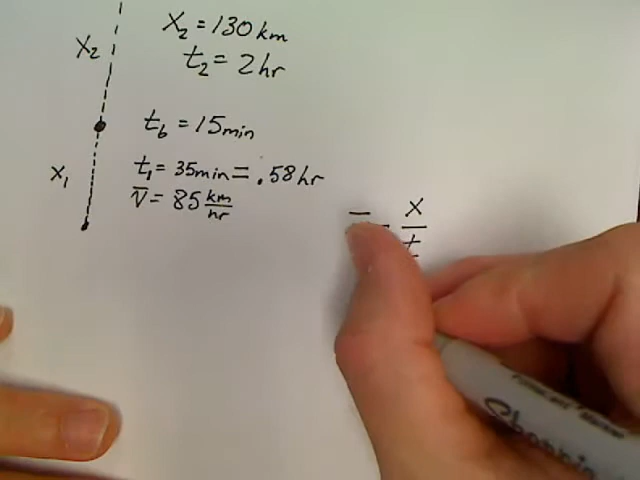 X₂ = 130 km
X₂
t₂ = 2 hr
t_b = 15 min
X₁
t₁ = 35 min = .58 hr
V̄ = 85 km/hr
= x/t
Sharpie